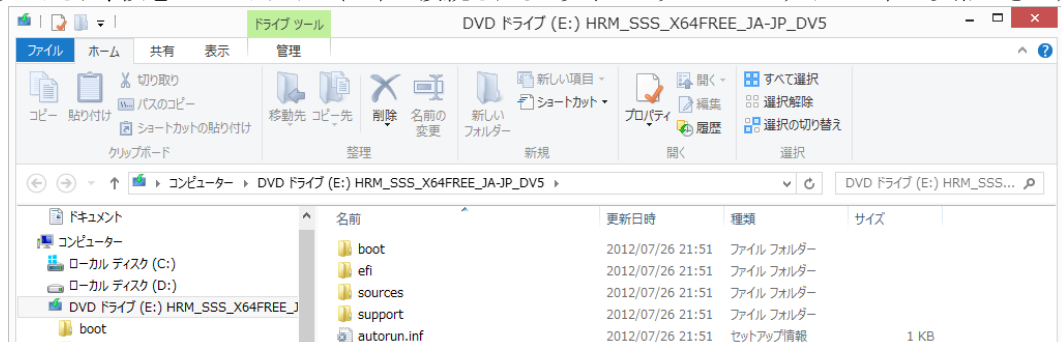 ドライブ ツール
DVD ドライブ (E:) HRM_SSS_X64FREE_JA-JP_DV5
ファイル ホーム 共有 表示 管理
コピー
貼り付け
切り取り
パスのコピー
ショートカットの貼り付け
クリップボード
移動先
コピー先
削除
名前の
変更
整理
新しい
フォルダー
新しい項目
ショートカット
新規
プロパティ
開く
編集
履歴
開く
すべて選択
選択解除
選択の切り替え
選択
コンピューター DVD ドライブ (E:) HRM_SSS_X64FREE_JA-JP_DV5
DVD ドライブ (E:) HRM_SSS...
ドキュメント
コンピューター
ローカル ディスク (C:)
ローカル ディスク (D:)
DVD ドライブ (E:) HRM_SSS_X64FREE_J
boot
名前 更新日時 種類 サイズ
boot 2012/07/26 21:51 ファイル フォルダー
efi 2012/07/26 21:51 ファイル フォルダー
sources 2012/07/26 21:51 ファイル フォルダー
support 2012/07/26 21:51 ファイル フォルダー
autorun.inf 2012/07/26 21:51 セットアップ情報 1 KB